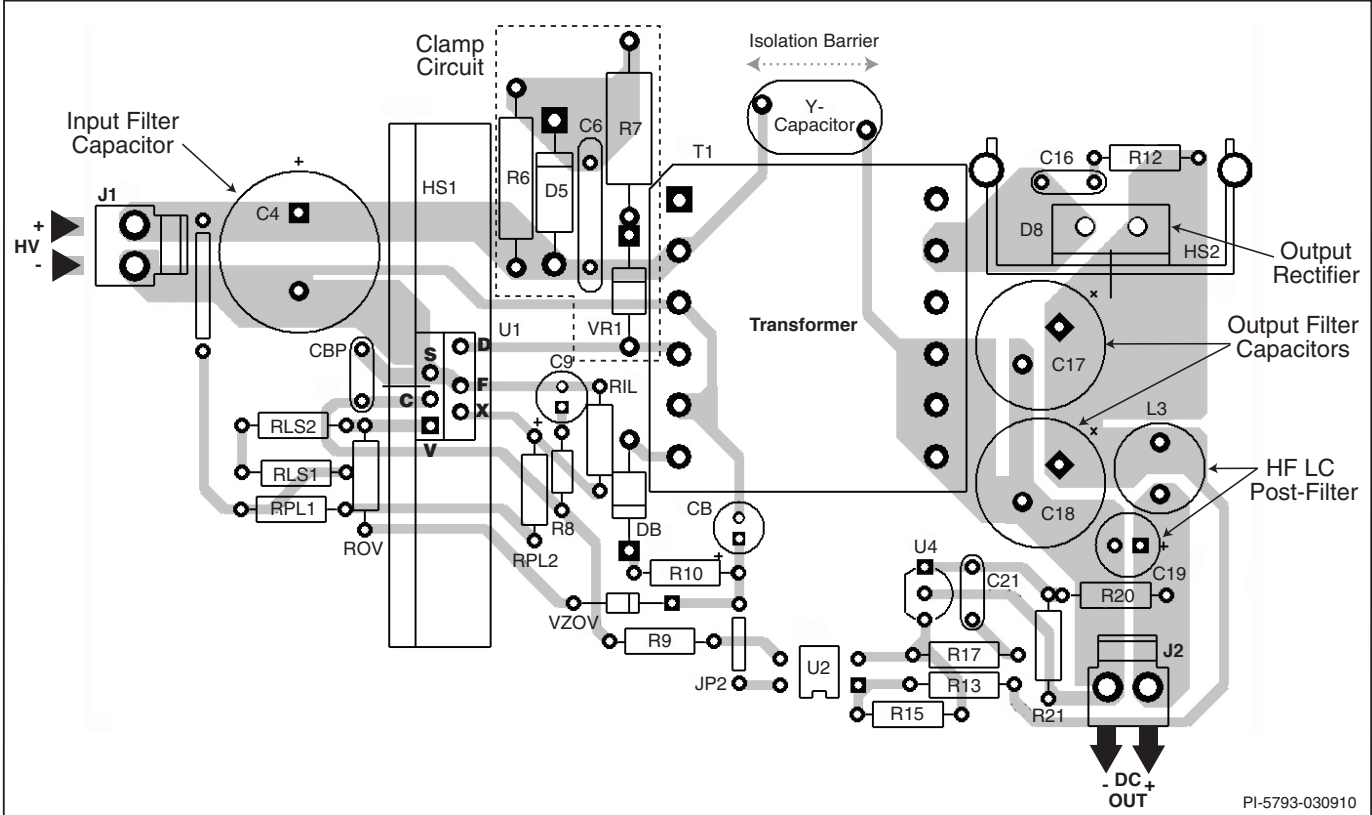 Isolation Barrier
Clamp
Circuit
Y-
Capacitor
Input Filter
Capacitor
+
J1
C4
HS1
R6
D5
C6
R7
T1
C16
R12
D8
HS2
Output
Rectifier
+
HV
-
U1
VR1
Transformer
x
Output Filter
Capacitors
C17
CBP
S
D
C
F
X
V
C9
RIL
+
+
RLS2
RLS1
RPL1
ROV
RPL2
R8
DB
CB
+
x
L3
C18
HF LC
Post-Filter
+
C19
R10
U4
C21
R20
VZOV
R9
JP2
U2
R17
R13
R15
R21
J2
- DC +
OUT
PI-5793-030910